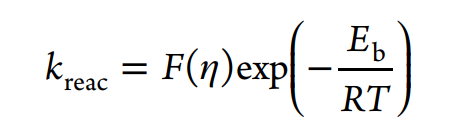 k_reac = F(η)exp(−E_b/RT)